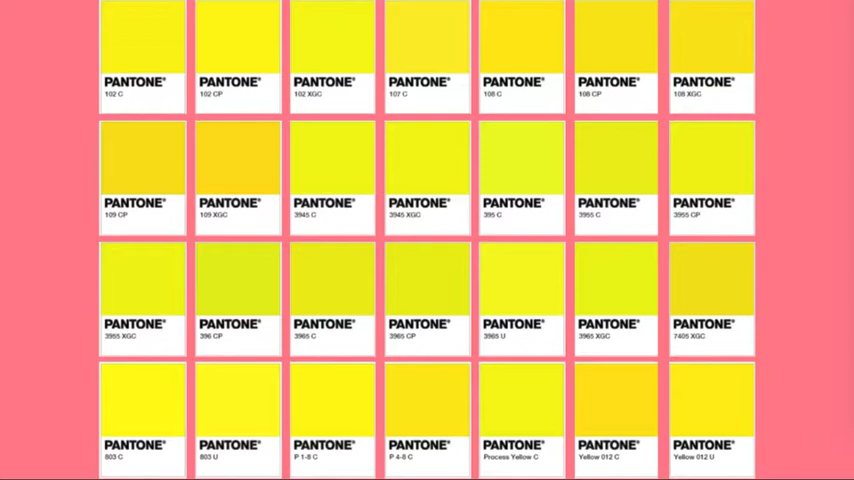 PANTONE® PANTONE® PANTONE® PANTONE® PANTONE® PANTONE® PANTONE®
102 C 102 CP 102 XGC 107 C 108 C 108 CP 108 XGC
PANTONE® PANTONE® PANTONE® PANTONE® PANTONE® PANTONE® PANTONE®
109 CP 109 XGC 3945 C 3945 XGC 395 C 3955 C 3955 CP
PANTONE® PANTONE® PANTONE® PANTONE® PANTONE® PANTONE® PANTONE®
3955 XGC 396 CP 3965 C 3965 CP 3965 U 3965 XGC 7405 XGC
PANTONE® PANTONE® PANTONE® PANTONE® PANTONE® PANTONE® PANTONE®
803 C 803 U P 1-8 C P 4-8 C Process Yellow C Yellow 012 C Yellow 012 U